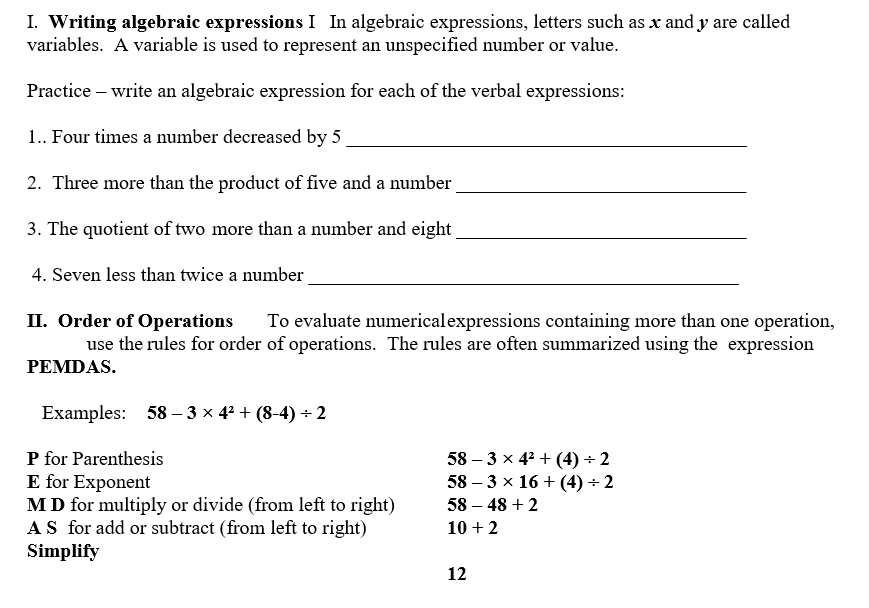 I. Writing algebraic expressions I In algebraic expressions, letters such as x and y are called
variables. A variable is used to represent an unspecified number or value.
Practice – write an algebraic expression for each of the verbal expressions:
1.. Four times a number decreased by 5 ______________________
2. Three more than the product of five and a number ______________________
3. The quotient of two more than a number and eight ______________________
4. Seven less than twice a number ______________________
II. Order of Operations To evaluate numericalexpressions containing more than one operation,
use the rules for order of operations. The rules are often summarized using the expression
PEMDAS.
Examples: 58 – 3 × 4² + (8-4) ÷ 2
P for Parenthesis 58 – 3 × 4² + (4) ÷ 2
E for Exponent 58 – 3 × 16 + (4) ÷ 2
M D for multiply or divide (from left to right) 58 – 48 + 2
A S for add or subtract (from left to right) 10 + 2
Simplify
12